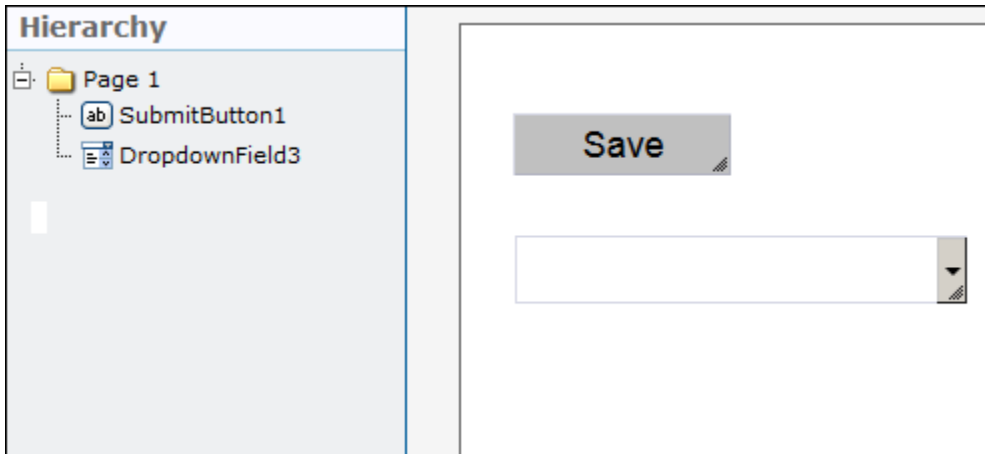 Hierarchy
Page 1
ab SubmitButton1
DropdownField3
Save